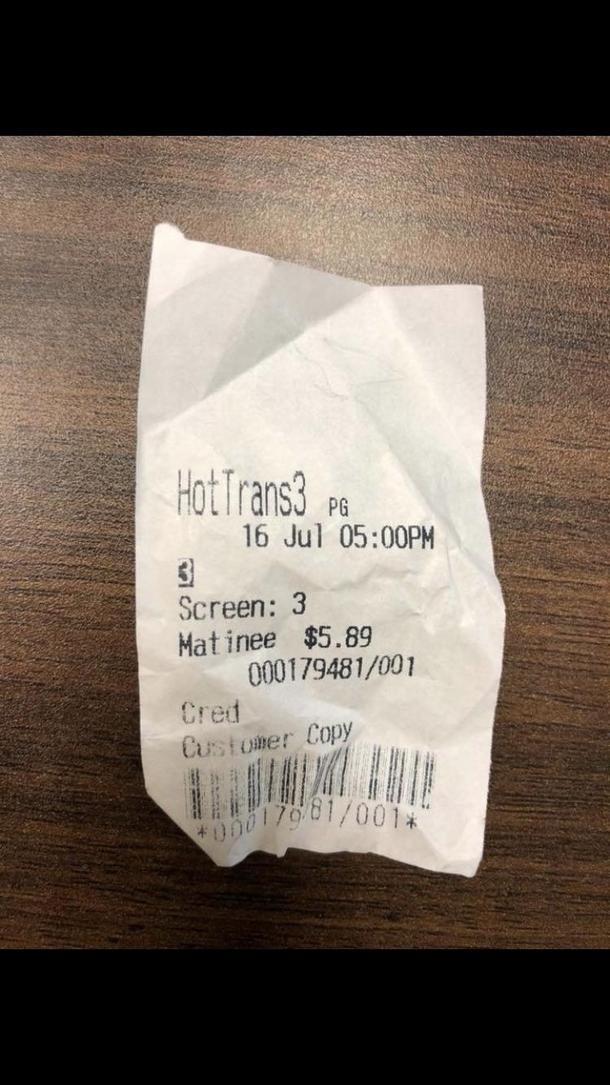 HotTrans3 PG
16 Jul 05:00PM
3
Screen: 3
Matinee $5.89
000179481/001
Cred
Customer Copy